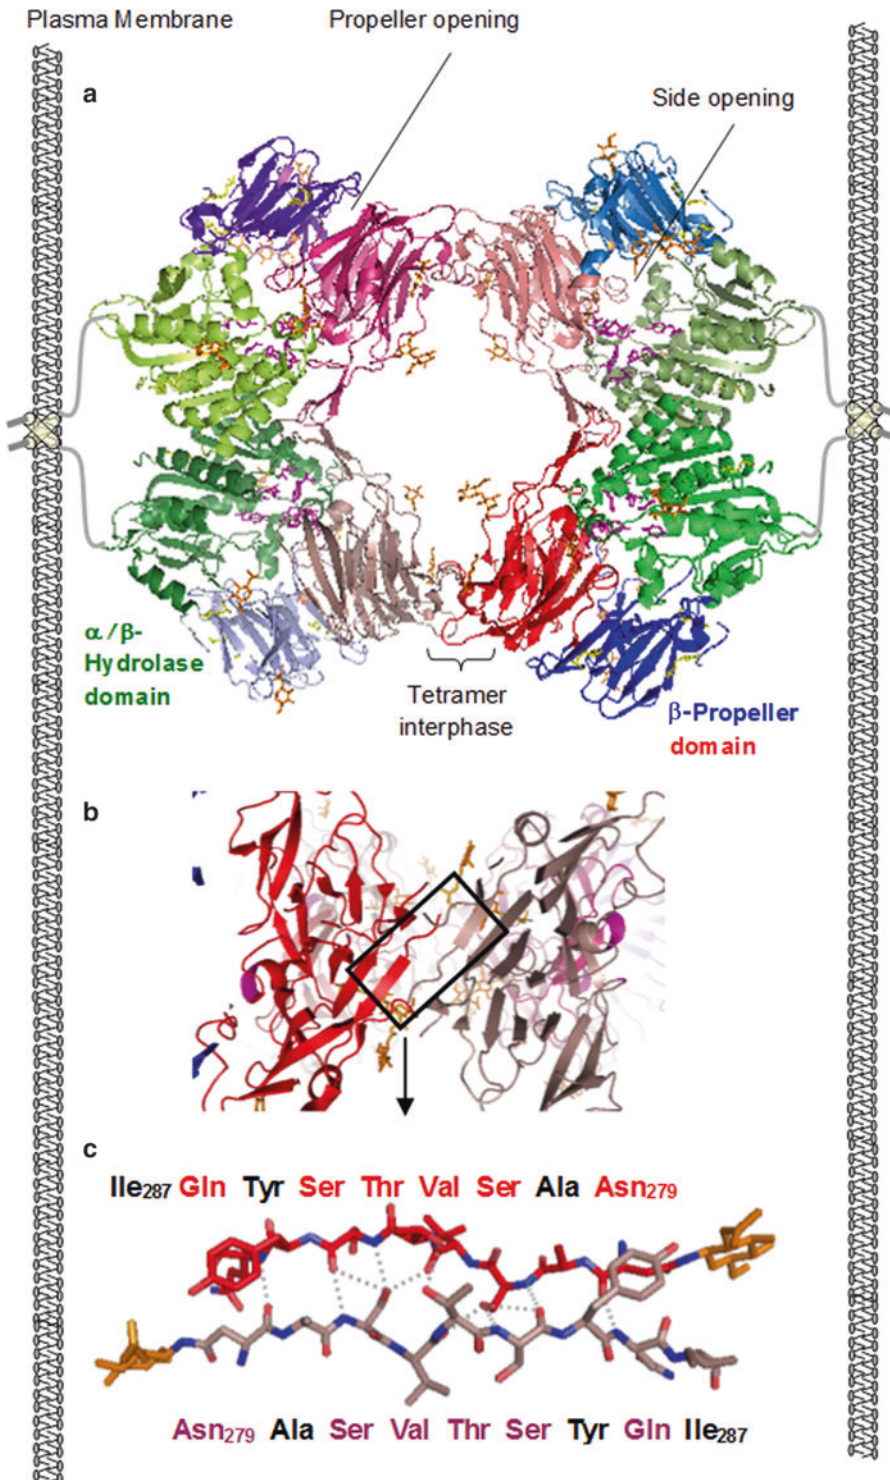 Plasma Membrane
Propeller opening
a
Side opening
α/β-
Hydrolase
domain
Tetramer
interphase
β-Propeller
domain
b
c
Ile287 Gln Tyr Ser Thr Val Ser Ala Asn279
Asn279 Ala Ser Val Thr Ser Tyr Gln Ile287